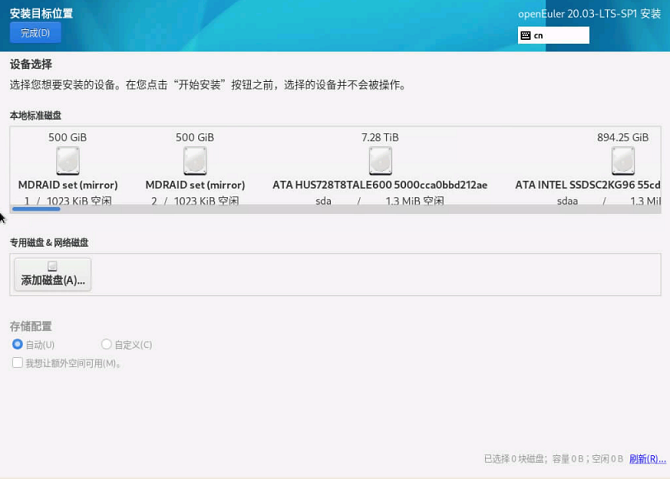 安装目标位置
openEuler 20.03-LTS-SP1 安装
完成(D)
cn
设备选择
选择您想要安装的设备。在您点击“开始安装”按钮之前，选择的设备并不会被操作。
本地标准磁盘
500 GiB 500 GiB 7.28 TiB 894.25 GiB
MDRAID set (mirror) MDRAID set (mirror) ATA HUS728T8TALE600 5000cca0bbd212ae ATA INTEL SSDSC2KG96 55cd
1 / 1023 KiB 空闲 2 / 1023 KiB 空闲 sda / 1.3 MiB 空闲 sdaa / 1.3 MiI
专用磁盘 & 网络磁盘
添加磁盘(A)...
存储配置
自动(U) 自定义(C)
我想让额外空间可用(M)。
已选择 0 块磁盘；容量 0 B；空闲 0 B 刷新(R)...